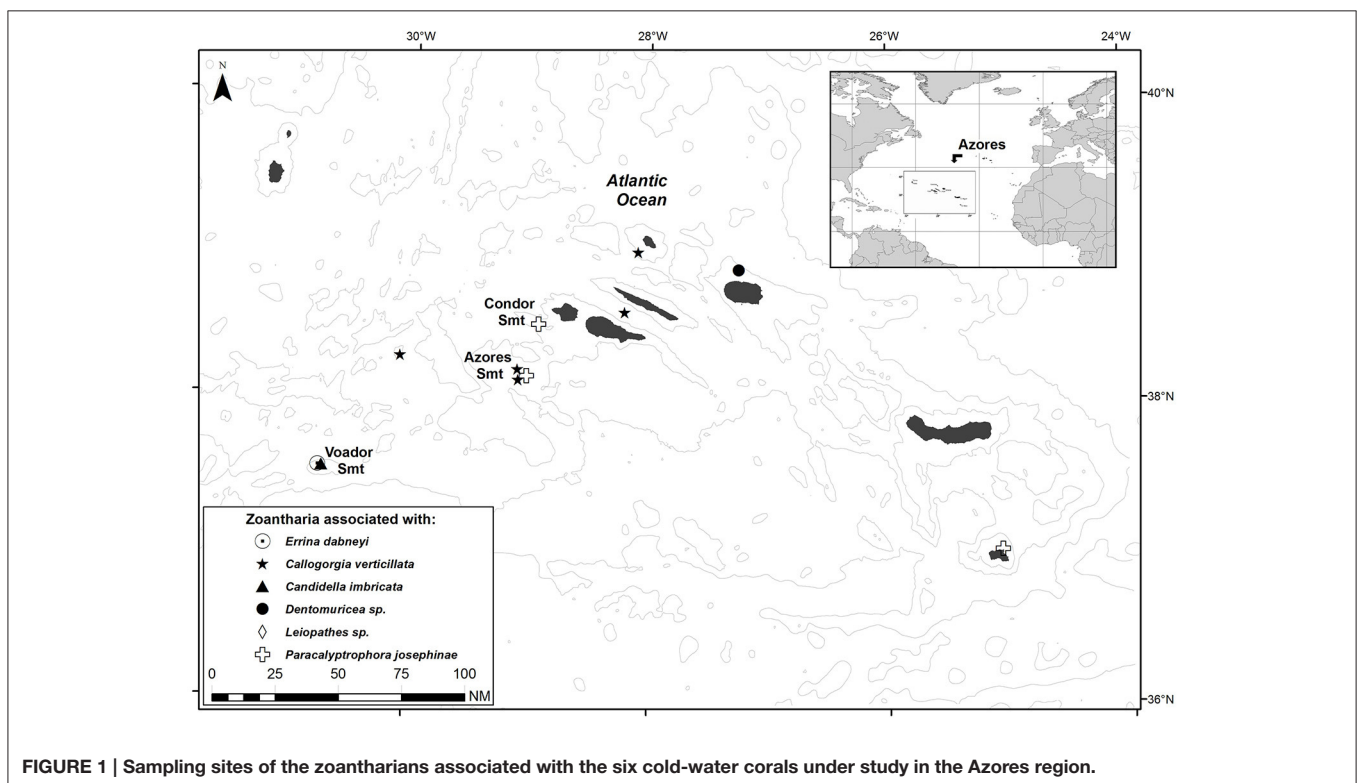 30°W 28°W 26°W 24°W
N
40°N
Azores
Atlantic
Ocean
Condor
Smt
Azores
Smt
38°N
Voador
Smt
Zoantharia associated with:
Errina dabneyi
Callogorgia verticillata
Candidella imbricata
Dentomuricea sp.
Leiopathes sp.
Paracalyptrophora josephinae
0 25 50 75 100
NM
36°N
FIGURE 1 | Sampling sites of the zoantharians associated with the six cold-water corals under study in the Azores region.